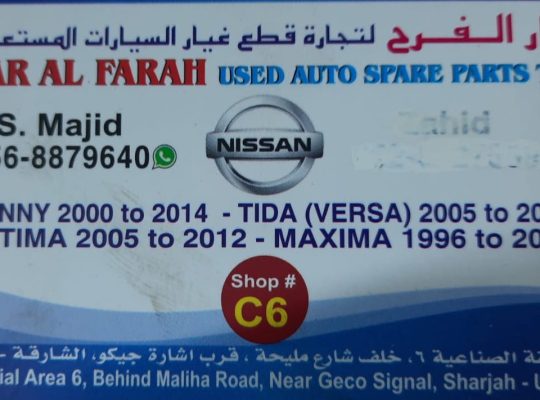 ار الفرح لتجارة قطع غيار السيارات المستع
AR AL FARAH USED AUTO SPARE PARTS T
S. Majid
Zahid
56-8879640
NISSAN
NNY 2000 to 2014 - TIDA (VERSA) 2005 to 20
TIMA 2005 to 2012 - MAXIMA 1996 to 20
Shop #
C6
ة الصناعية ٦، خلف شارع مليحة، قرب اشارة جيكو، الشارقة -
ial Area 6, Behind Maliha Road, Near Geco Signal, Sharjah - U